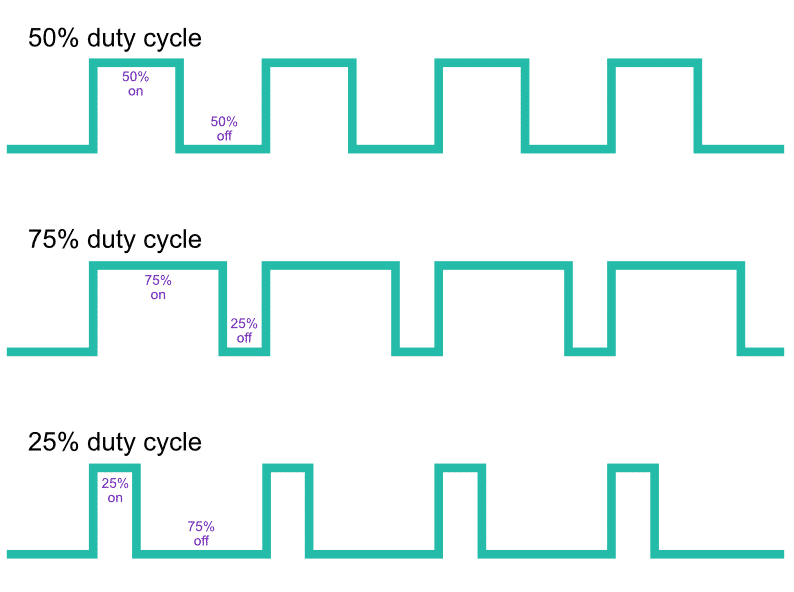 50% duty cycle
50%
on
50%
off
75% duty cycle
75%
on
25%
off
25% duty cycle
25%
on
75%
off